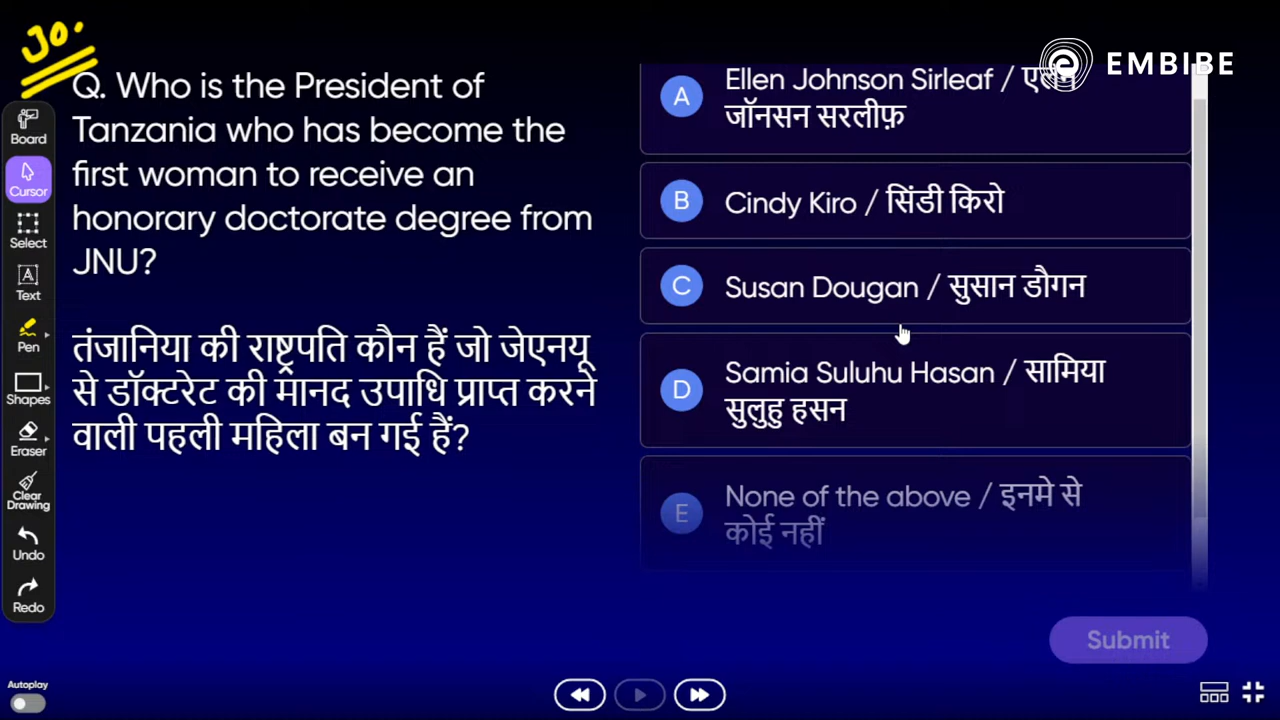 30.
EMBIBE
Q. Who is the President of
Tanzania who has become the
first woman to receive an
honorary doctorate degree from
JNU?
तंजानिया की राष्ट्रपति कौन हैं जो जेएनयू
से डॉक्टरेट की मानद उपाधि प्राप्त करने
वाली पहली महिला बन गई हैं?
A
Ellen Johnson Sirleaf /
जॉनसन सरलीफ़
B
Cindy Kiro / सिंडी किरो
C
Susan Dougan / सुसान डौगन
D
Samia Suluhu Hasan / सामिया
सुलुहु हसन
E
None of the above / इनमे से
कोई नहीं
Submit
Board
Cursor
Select
A
Text
Pen
Shapes
Eraser
Clear
Drawing
Undo
Redo
Autoplay